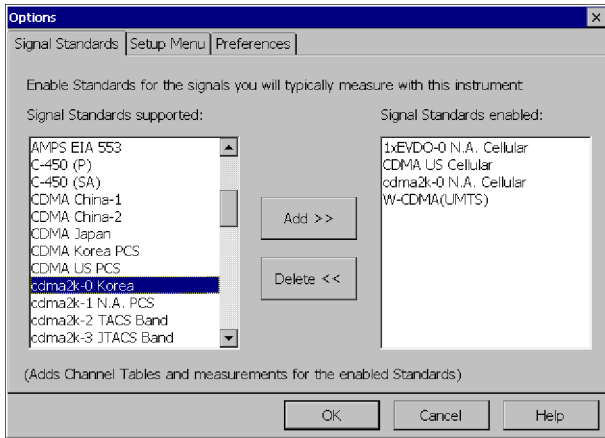 Options
Signal Standards Setup Menu Preferences
Enable Standards for the signals you will typically measure with this instrument
Signal Standards supported:
AMPS EIA 553
C-450 (P)
C-450 (SA)
CDMA China-1
CDMA China-2
CDMA Japan
CDMA Korea PCS
CDMA US PCS
cdma2k-0 Korea
cdma2k-1 N.A. PCS
cdma2k-2 TACS Band
cdma2k-3 JTACS Band
Add >>
Delete <<
Signal Standards enabled:
1xEVDO-0 N.A. Cellular
CDMA US Cellular
cdma2k-0 N.A. Cellular
W-CDMA(UMTS)
(Adds Channel Tables and measurements for the enabled Standards)
OK Cancel Help